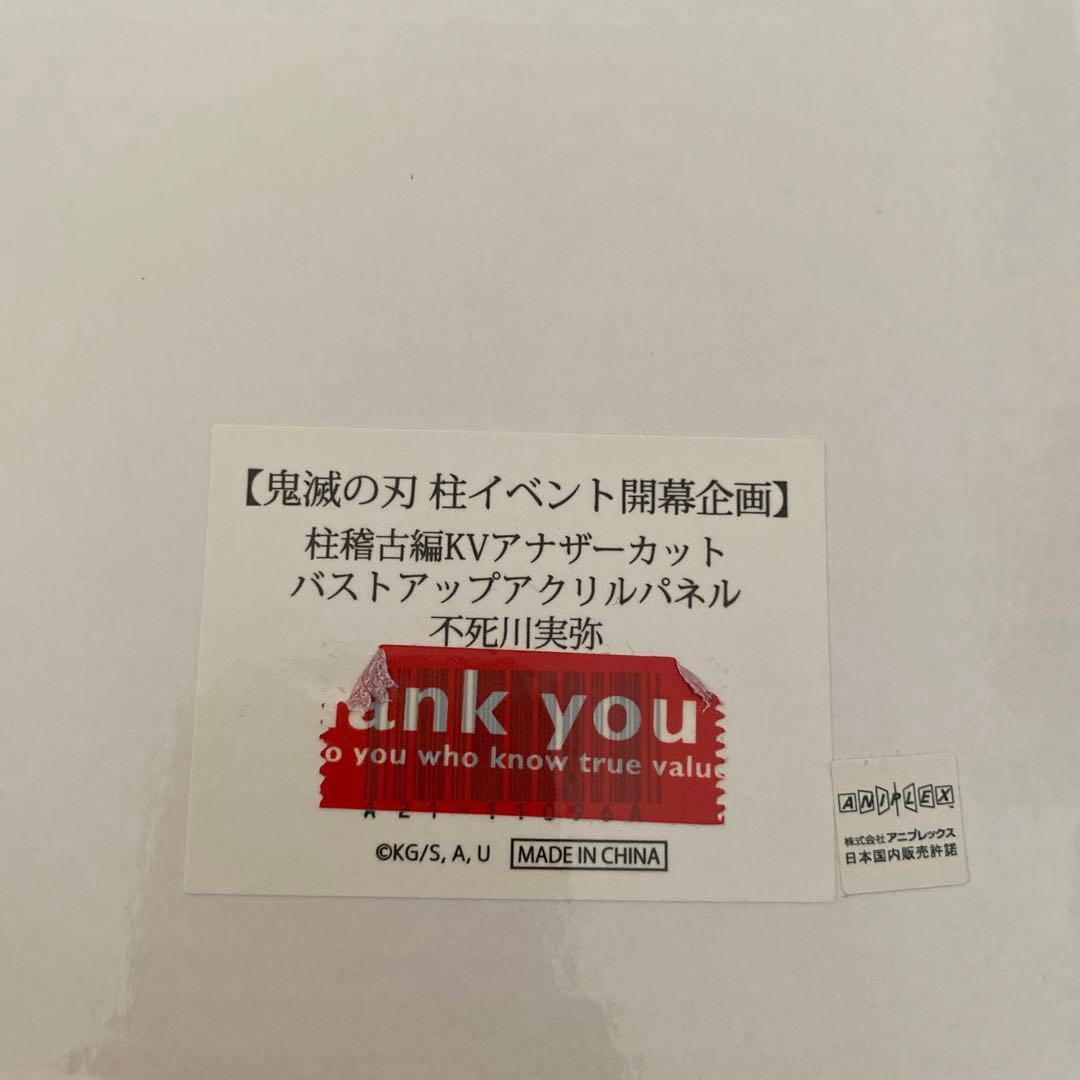 【鬼滅の刃 柱イベント開幕企画】
柱稽古編KVアナザーカット
バストアップアクリルパネル
不死川実弥
ank you
o you who know true valu
©KG/S, A, U MADE IN CHINA
ANIPLEX
株式会社 アニプレックス
日本国内販売許諾